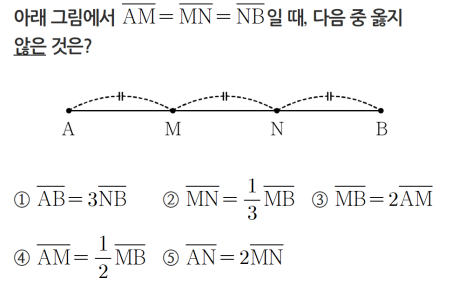 아래 그림에서 $\overline{AM}=\overline{MN}=\overline{NB}$일 때, 다음 중 옳지
않은 것은?
A M N B
① $\overline{AB}=3\overline{NB}$ ② $\overline{MN}=\frac{1}{3}\overline{MB}$ ③ $\overline{MB}=2\overline{AM}$
④ $\overline{AM}=\frac{1}{2}\overline{MB}$ ⑤ $\overline{AN}=2\overline{MN}$